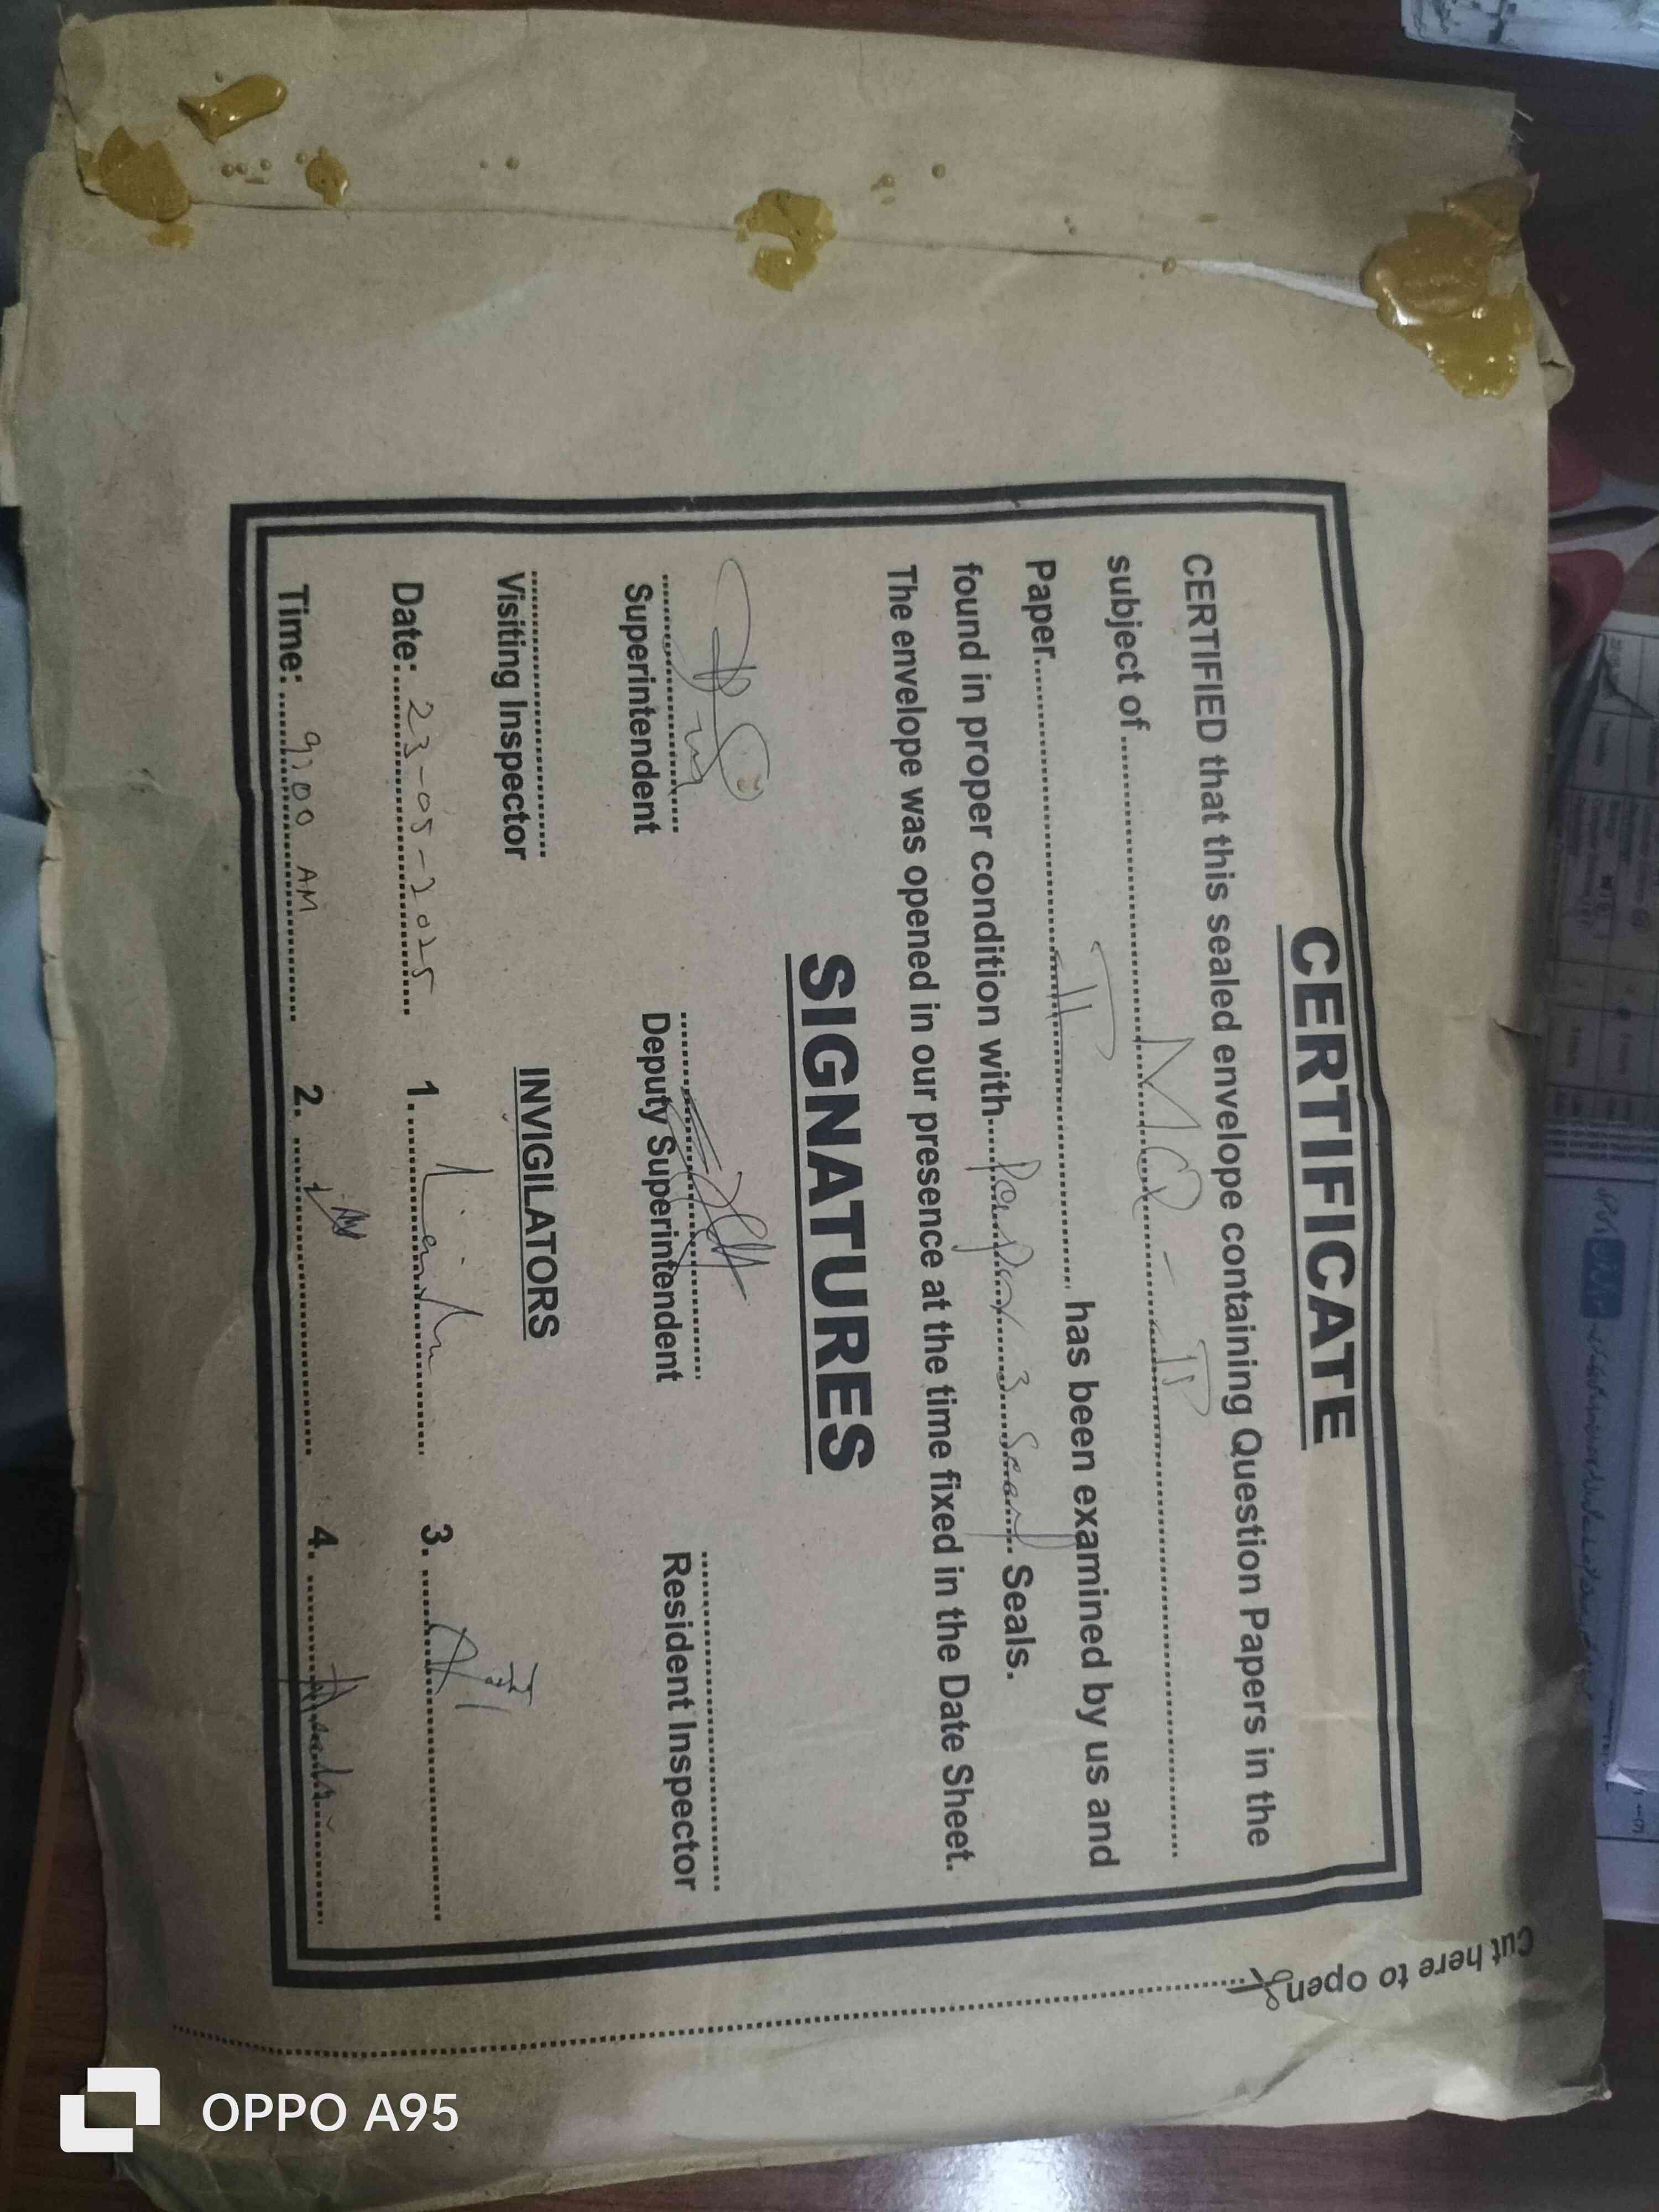 CERTIFICATE
CERTIFIED that this sealed envelope containing Question Papers in the
subject of.......... MQ - II ..........
Paper.......... II .......... has been examined by us and
found in proper condition with.......... 3 .......... Seals.
The envelope was opened in our presence at the time fixed in the Date Sheet.
SIGNATURES
Superintendent Deputy Superintendent Resident Inspector
Visiting Inspector INVIGILATORS
Date: 23-05-2025 1. 3.
Time: 9:00 AM 2. 4.
Cut here to open
OPPO A95